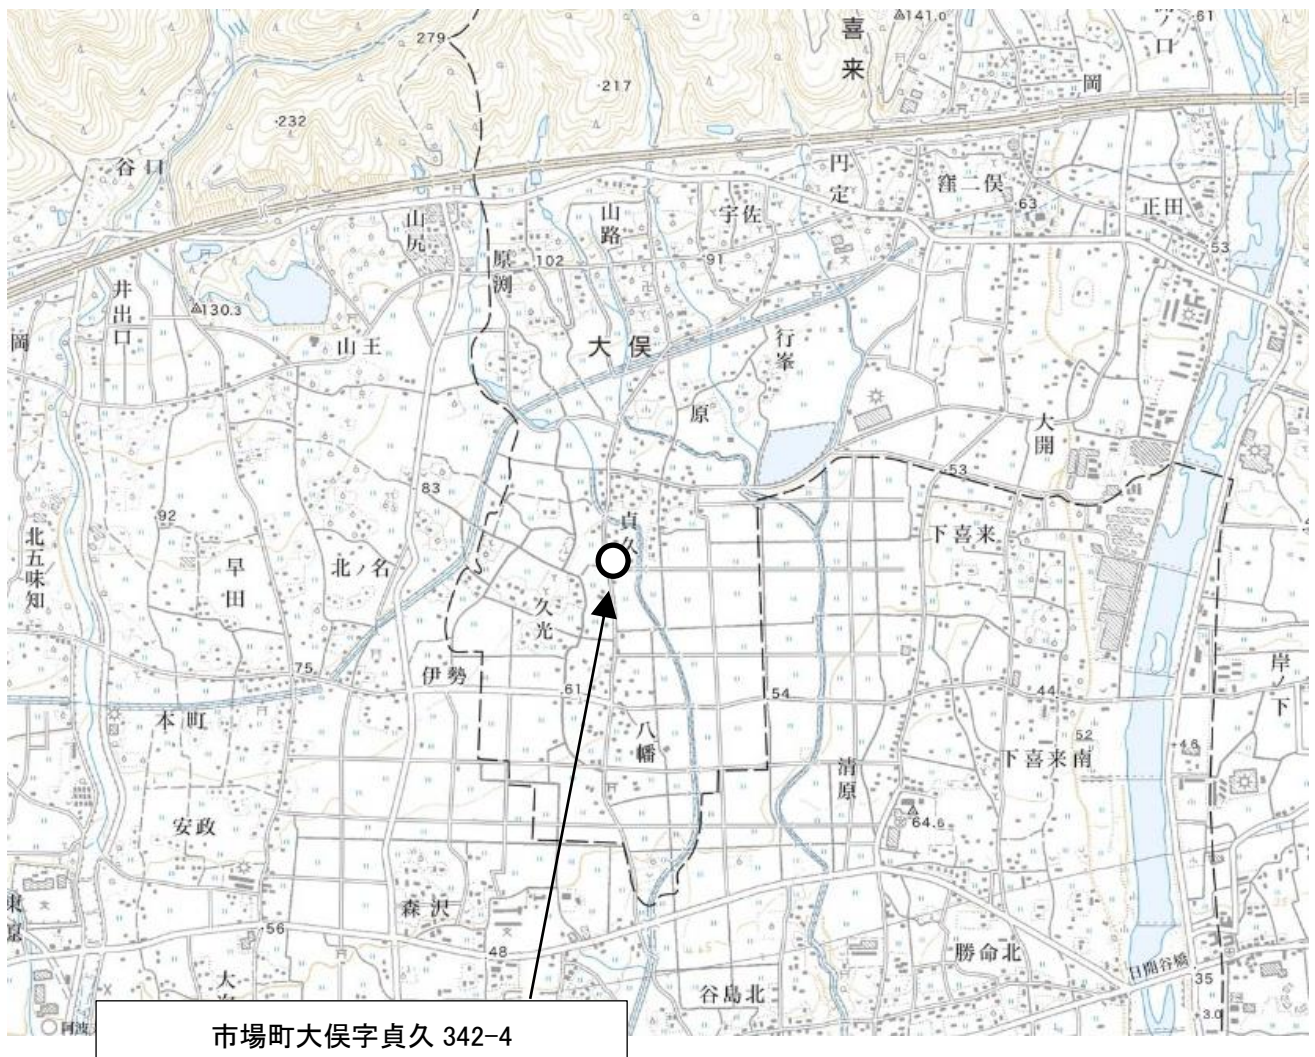 279
141.0
喜来
岡
61
217
232
谷口
円定
窪二俣
63
正田
53
山路
宇佐
山尻
原渕
102
91
井出口
130.3
岡
山王
大俣
行峯
原
大開
53
83
貞久
下喜来
92
北五味知
早田
北ノ名
久光
岸ノ下
75
伊勢
61
54
44
本町
八幡
52
下喜来南
46
清原
安政
64.6
森沢
56
48
勝命北
日開谷橋
35
谷島北
3.0
市場町大俣字貞久 342-4